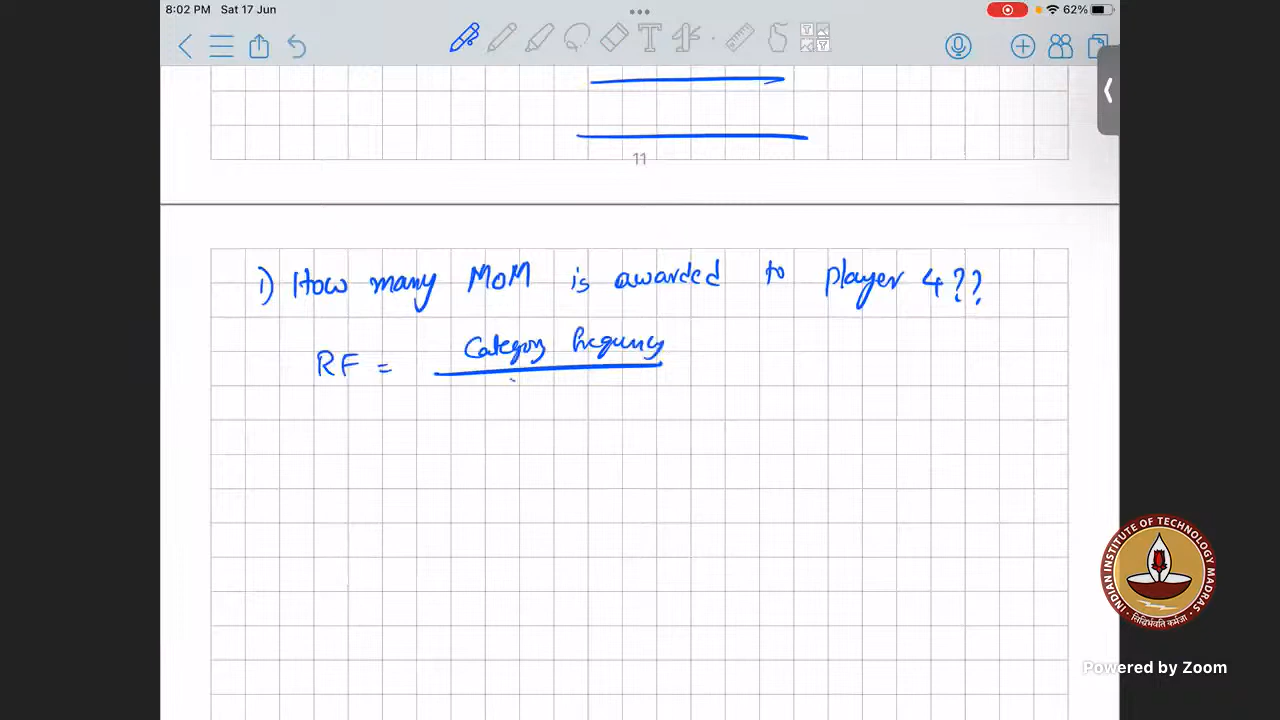 8:02 PM Sat 17 Jun
62%
11
1) How many MoM is awarded to player 4??
Category frequency
RF =
INDIAN INSTITUTE OF TECHNOLOGY MADRAS
सिद्धिर्भवति कर्मजा
Powered by Zoom